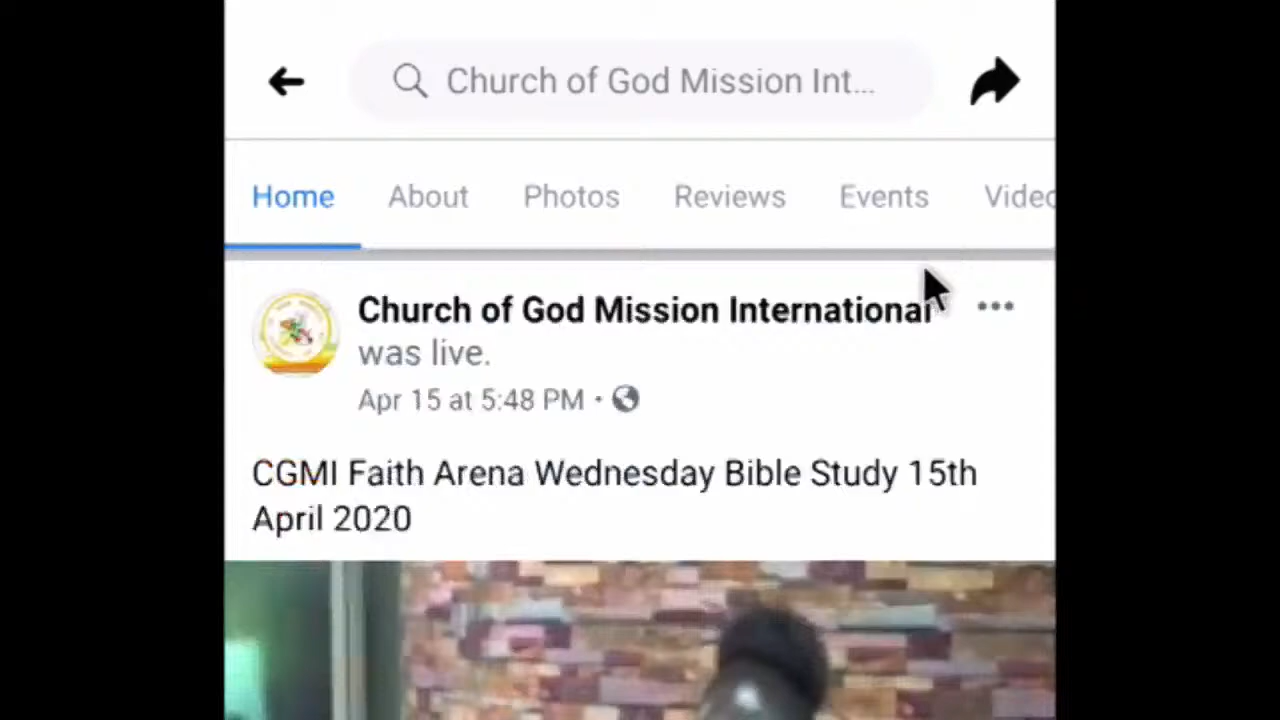 Church of God Mission Int...
Home About Photos Reviews Events Video
Church of God Mission International
was live.
Apr 15 at 5:48 PM ·
CGMI Faith Arena Wednesday Bible Study 15th
April 2020